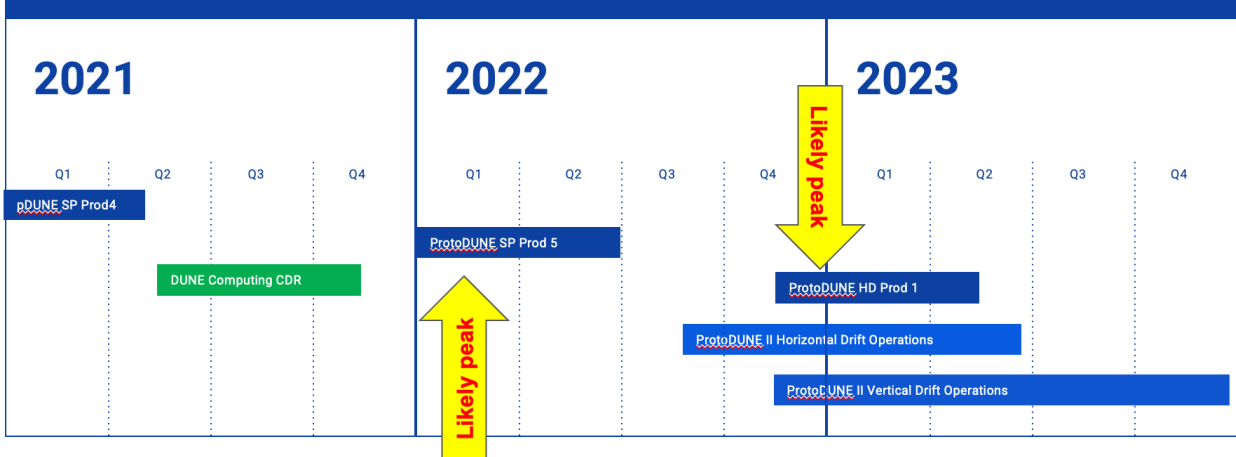 2021
2022
2023
Q1 Q2 Q3 Q4 Q1 Q2 Q3 Q4 Q1 Q2 Q3 Q4
pDUNE SP Prod4
ProtoDUNE SP Prod 5
DUNE Computing CDR
ProtoDUNE HD Prod 1
ProtoDUNE II Horizontal Drift Operations
ProtoDUNE II Vertical Drift Operations
Likely peak
Likely peak